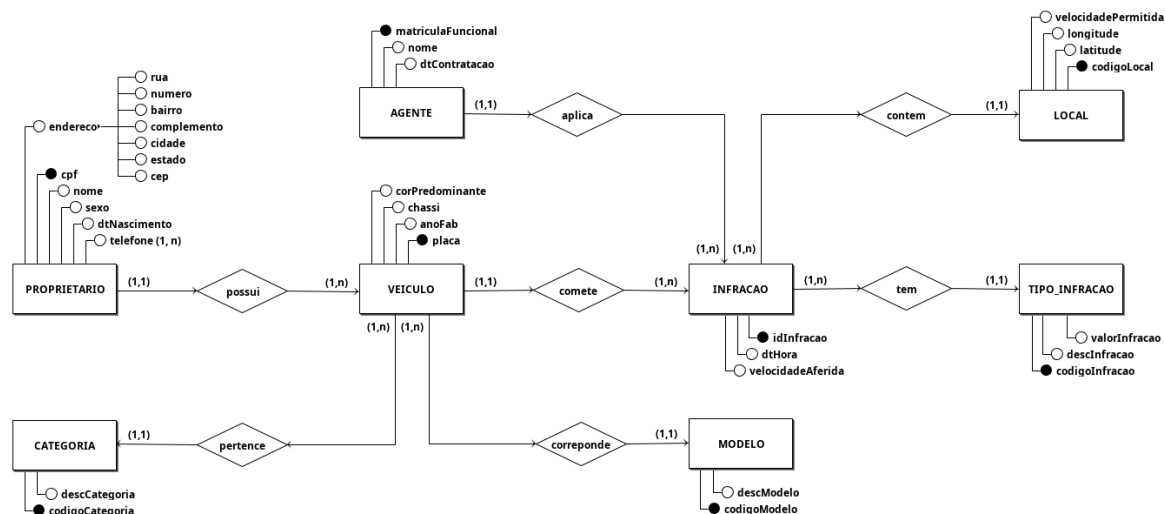 velocidadePermitida
longitude
latitude
codigoLocal
LOCAL
matriculaFuncional
nome
dtContratacao
AGENTE
(1,1)
aplica
contem
(1,1)
rua
numero
bairro
endereco
complemento
cidade
estado
cep
cpf
nome
sexo
dtNascimento
telefone (1, n)
PROPRIETARIO
(1,1)
possui
(1,n)
corPredominante
chassi
anoFab
placa
VEICULO
(1,1)
comete
(1,n)
(1,n)
(1,n)
INFRACAO
(1,n)
tem
(1,1)
TIPO_INFRACAO
(1,n)
(1,n)
idInfracao
dtHora
velocidadeAferida
valorInfracao
descInfracao
codigoInfracao
CATEGORIA
(1,1)
pertence
correponde
(1,1)
MODELO
descCategoria
codigoCategoria
descModelo
codigoModelo